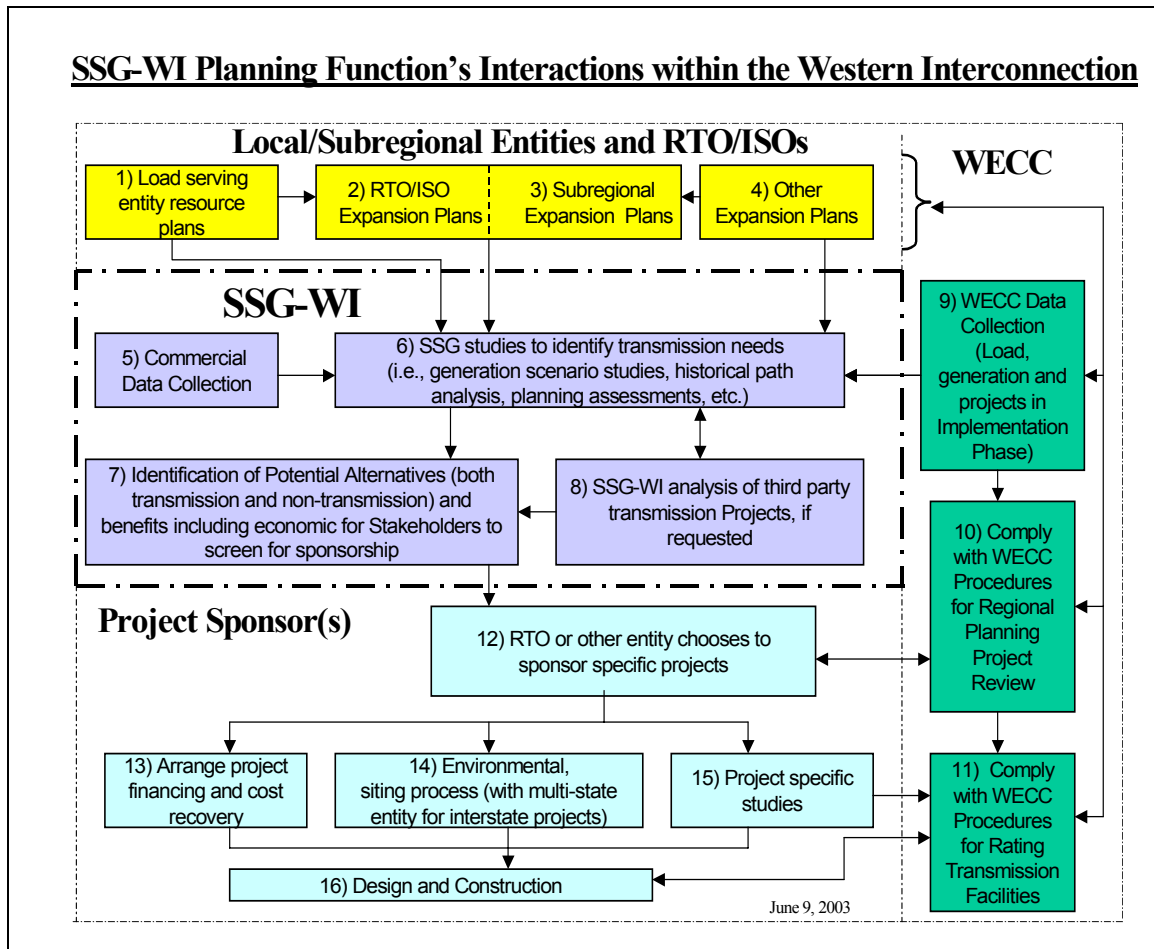 SSG-WI Planning Function's Interactions within the Western Interconnection
Local/Subregional Entities and RTO/ISOs
WECC
1) Load serving
entity resource
plans
2) RTO/ISO
Expansion Plans
3) Subregional
Expansion Plans
4) Other
Expansion Plans
SSG-WI
5) Commercial
Data Collection
6) SSG studies to identify transmission needs
(i.e., generation scenario studies, historical path
analysis, planning assessments, etc.)
9) WECC Data
Collection
(Load,
generation and
projects in
Implementation
Phase)
7) Identification of Potential Alternatives (both
transmission and non-transmission) and
benefits including economic for Stakeholders to
screen for sponsorship
8) SSG-WI analysis of third party
transmission Projects, if
requested
10) Comply
with WECC
Procedures
for Regional
Planning
Project
Review
Project Sponsor(s)
12) RTO or other entity chooses to
sponsor specific projects
13) Arrange project
financing and cost
recovery
14) Environmental,
siting process (with multi-state
entity for interstate projects)
15) Project specific
studies
11) Comply
with WECC
Procedures
for Rating
Transmission
Facilities
16) Design and Construction
June 9, 2003